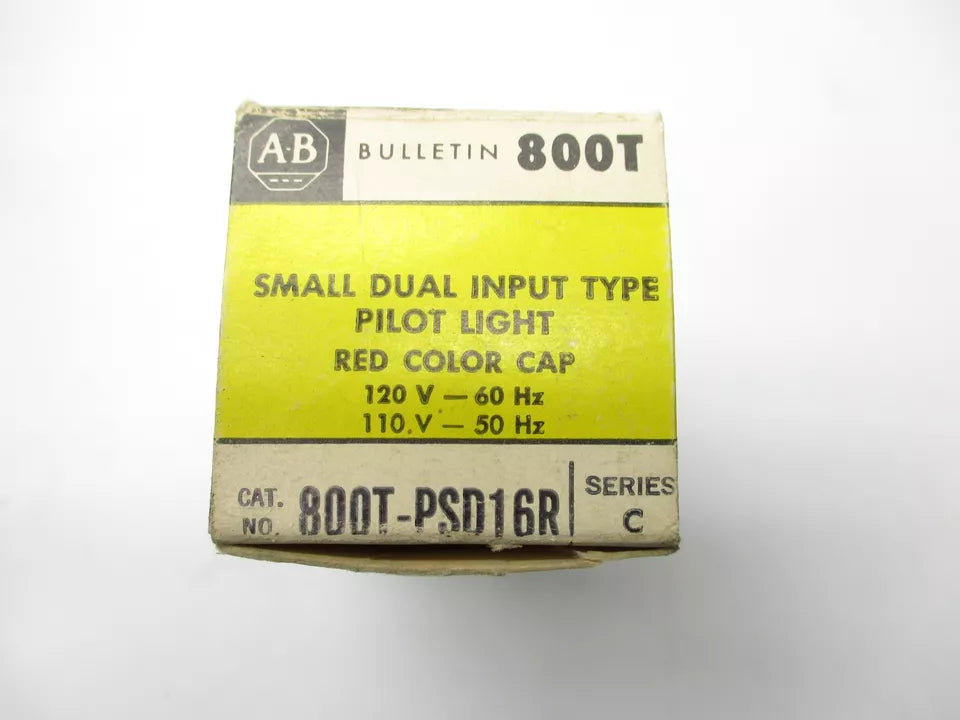 A-B BULLETIN 800T
SMALL DUAL INPUT TYPE
PILOT LIGHT
RED COLOR CAP
120 V — 60 Hz
110.V — 50 Hz
CAT. NO. 800T-PSD16R SERIES C